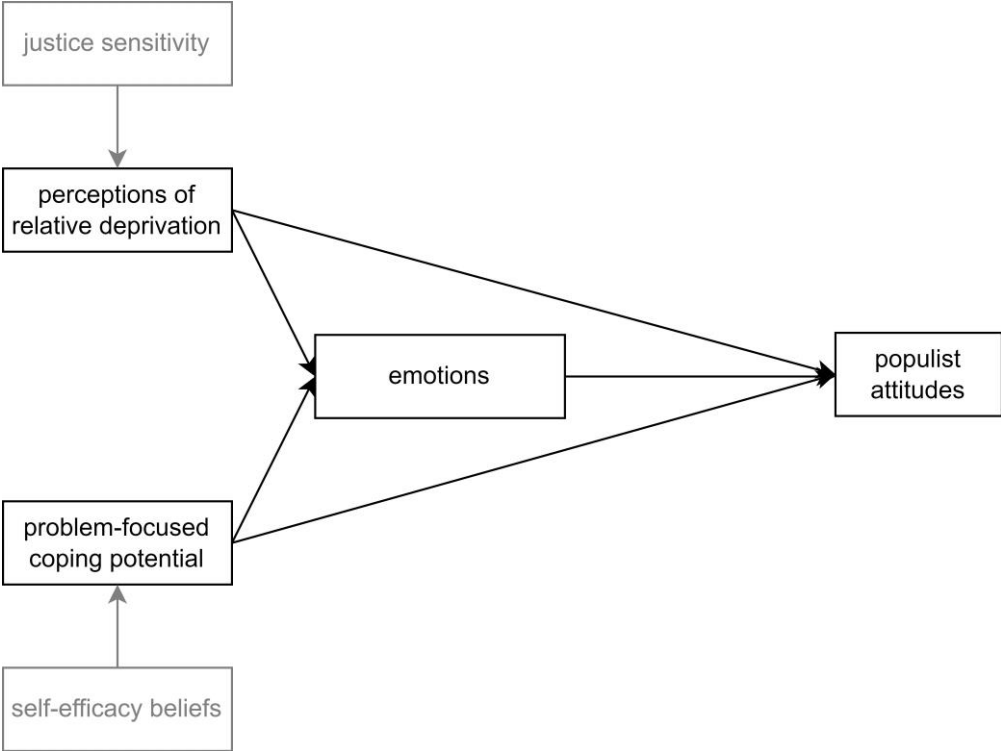 justice sensitivity
perceptions of
relative deprivation
emotions
populist
attitudes
problem-focused
coping potential
self-efficacy beliefs